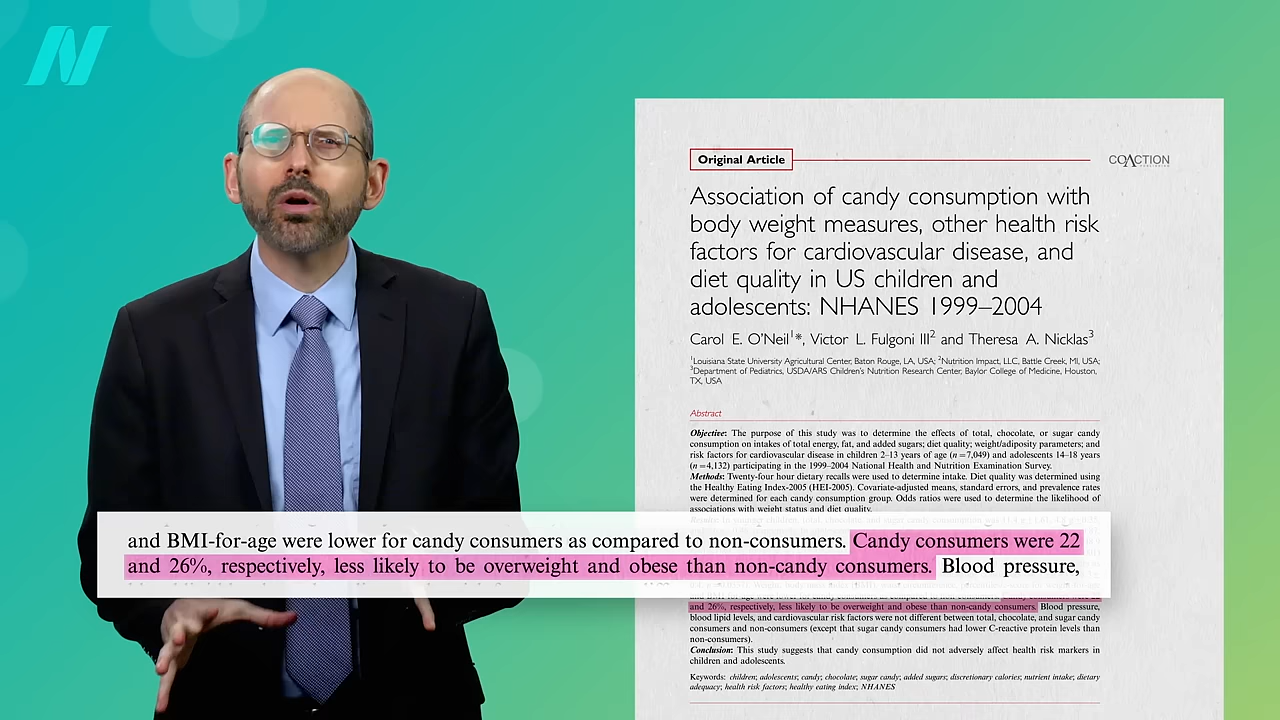 N
Original Article
COACTION
Association of candy consumption with
body weight measures, other health risk
factors for cardiovascular disease, and
diet quality in US children and
adolescents: NHANES 1999–2004
Carol E. O'Neil1*, Victor L. Fulgoni III2 and Theresa A. Nicklas3
1Louisiana State University Agricultural Center, Baton Rouge, LA, USA; 2Nutrition Impact, LLC, Battle Creek, MI, USA;
3Department of Pediatrics, USDA/ARS Children's Nutrition Research Center, Baylor College of Medicine, Houston,
TX, USA
Abstract
Objective: The purpose of this study was to determine the effects of total, chocolate, or sugar candy
consumption on intakes of total energy, fat, and added sugars; diet quality; weight/adiposity parameters; and
risk factors for cardiovascular disease in children 2–13 years of age (n=7,049) and adolescents 14–18 years
(n=4,132) participating in the 1999–2004 National Health and Nutrition Examination Survey.
Methods: Twenty-four hour dietary recalls were used to determine intake. Diet quality was determined using
the Healthy Eating Index-2005 (HEI-2005). Covariate-adjusted means, standard errors, and prevalence rates
were determined for each candy consumption group. Odds ratios were used to determine the likelihood of
associations with weight status and diet quality.
and BMI-for-age were lower for candy consumers as compared to non-consumers. Candy consumers were 22
and 26%, respectively, less likely to be overweight and obese than non-candy consumers. Blood pressure,
and 26%, respectively, less likely to be overweight and obese than non-candy consumers. Blood pressure,
blood lipid levels, and cardiovascular risk factors were not different between total, chocolate, and sugar candy
consumers and non-consumers (except that sugar candy consumers had lower C-reactive protein levels than
non-consumers).
Conclusion: This study suggests that candy consumption did not adversely affect health risk markers in
children and adolescents.
Keywords: children; adolescents; candy; chocolate; sugar candy; added sugars; discretionary calories; nutrient intake; dietary
adequacy; health risk factors; healthy eating index; NHANES